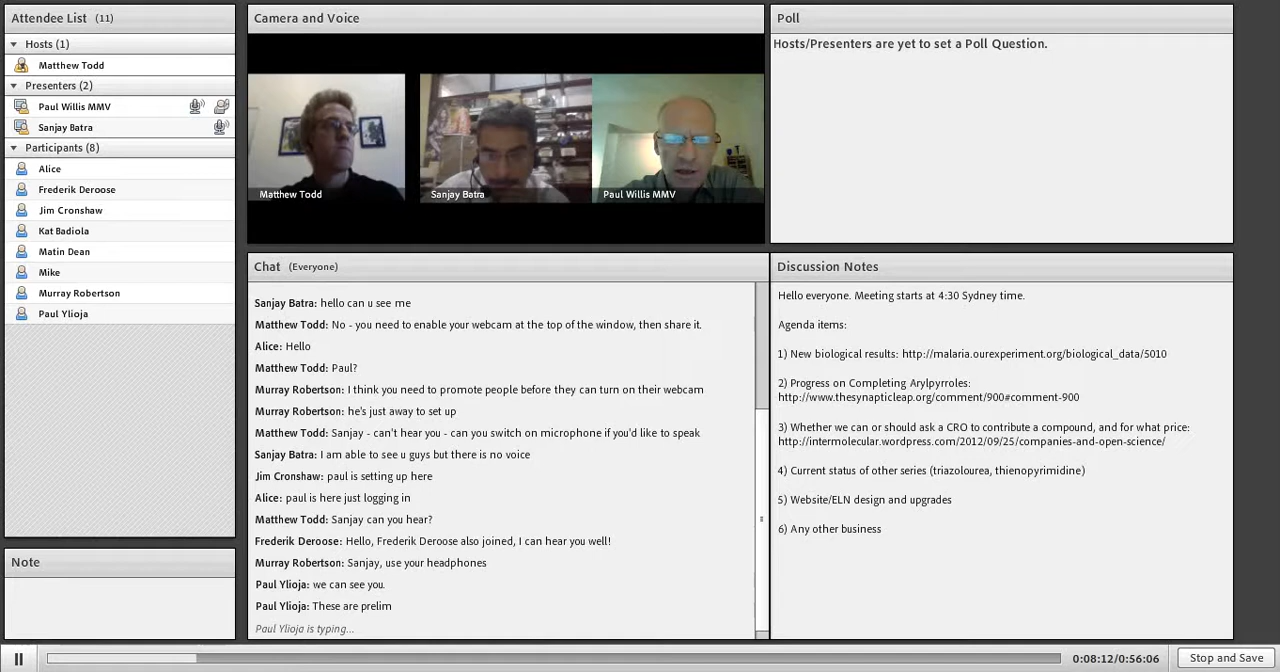 Attendee List (11)
Hosts (1)
Matthew Todd
Presenters (2)
Paul Willis MMV
Sanjay Batra
Participants (8)
Alice
Frederik Deroose
Jim Cronshaw
Kat Badiola
Matin Dean
Mike
Murray Robertson
Paul Ylioja
Note
Camera and Voice
Matthew Todd
Sanjay Batra
Paul Willis MMV
Poll
Hosts/Presenters are yet to set a Poll Question.
Chat (Everyone)
Sanjay Batra: hello can u see me
Matthew Todd: No - you need to enable your webcam at the top of the window, then share it.
Alice: Hello
Matthew Todd: Paul?
Murray Robertson: I think you need to promote people before they can turn on their webcam
Murray Robertson: he's just away to set up
Matthew Todd: Sanjay - can't hear you - can you switch on microphone if you'd like to speak
Sanjay Batra: I am able to see u guys but there is no voice
Jim Cronshaw: paul is setting up here
Alice: paul is here just logging in
Matthew Todd: Sanjay can you hear?
Frederik Deroose: Hello, Frederik Deroose also joined, I can hear you well!
Murray Robertson: Sanjay, use your headphones
Paul Ylioja: we can see you.
Paul Ylioja: These are prelim
Paul Ylioja is typing...
Discussion Notes
Hello everyone. Meeting starts at 4:30 Sydney time.
Agenda items:
1) New biological results: http://malaria.ourexperiment.org/biological_data/5010
2) Progress on Completing Arylpyrroles:
http://www.thesynapticleap.org/comment/900#comment-900
3) Whether we can or should ask a CRO to contribute a compound, and for what price:
http://intermolecular.wordpress.com/2012/09/25/companies-and-open-science/
4) Current status of other series (triazolourea, thienopyrimidine)
5) Website/ELN design and upgrades
6) Any other business
0:08:12/0:56:06
Stop and Save